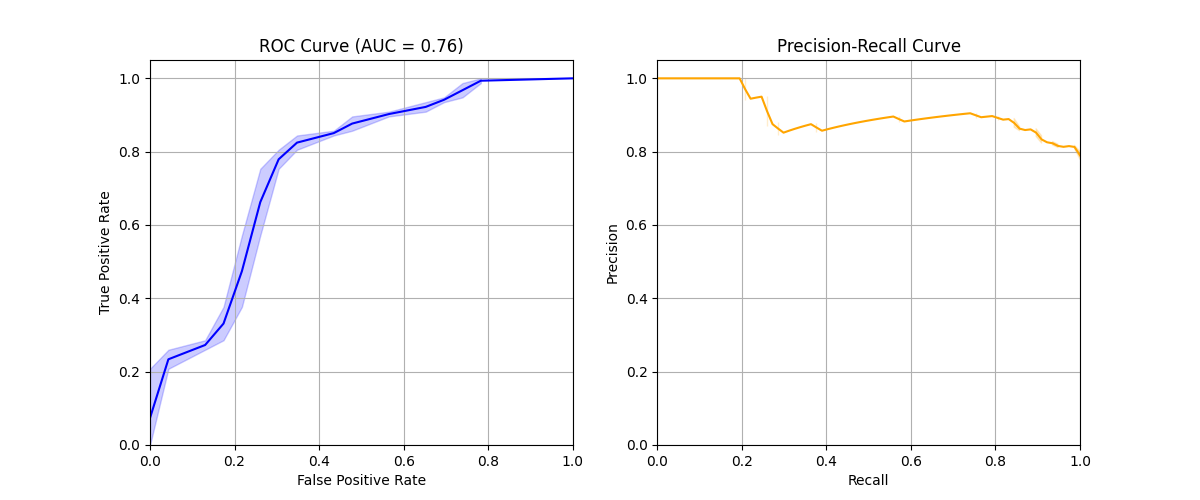 ROC Curve (AUC = 0.76)
1.0
0.8
0.6
0.4
0.2
0.0
True Positive Rate
0.0 0.2 0.4 0.6 0.8 1.0
False Positive Rate
Precision-Recall Curve
1.0
0.8
0.6
0.4
0.2
0.0
Precision
0.0 0.2 0.4 0.6 0.8 1.0
Recall